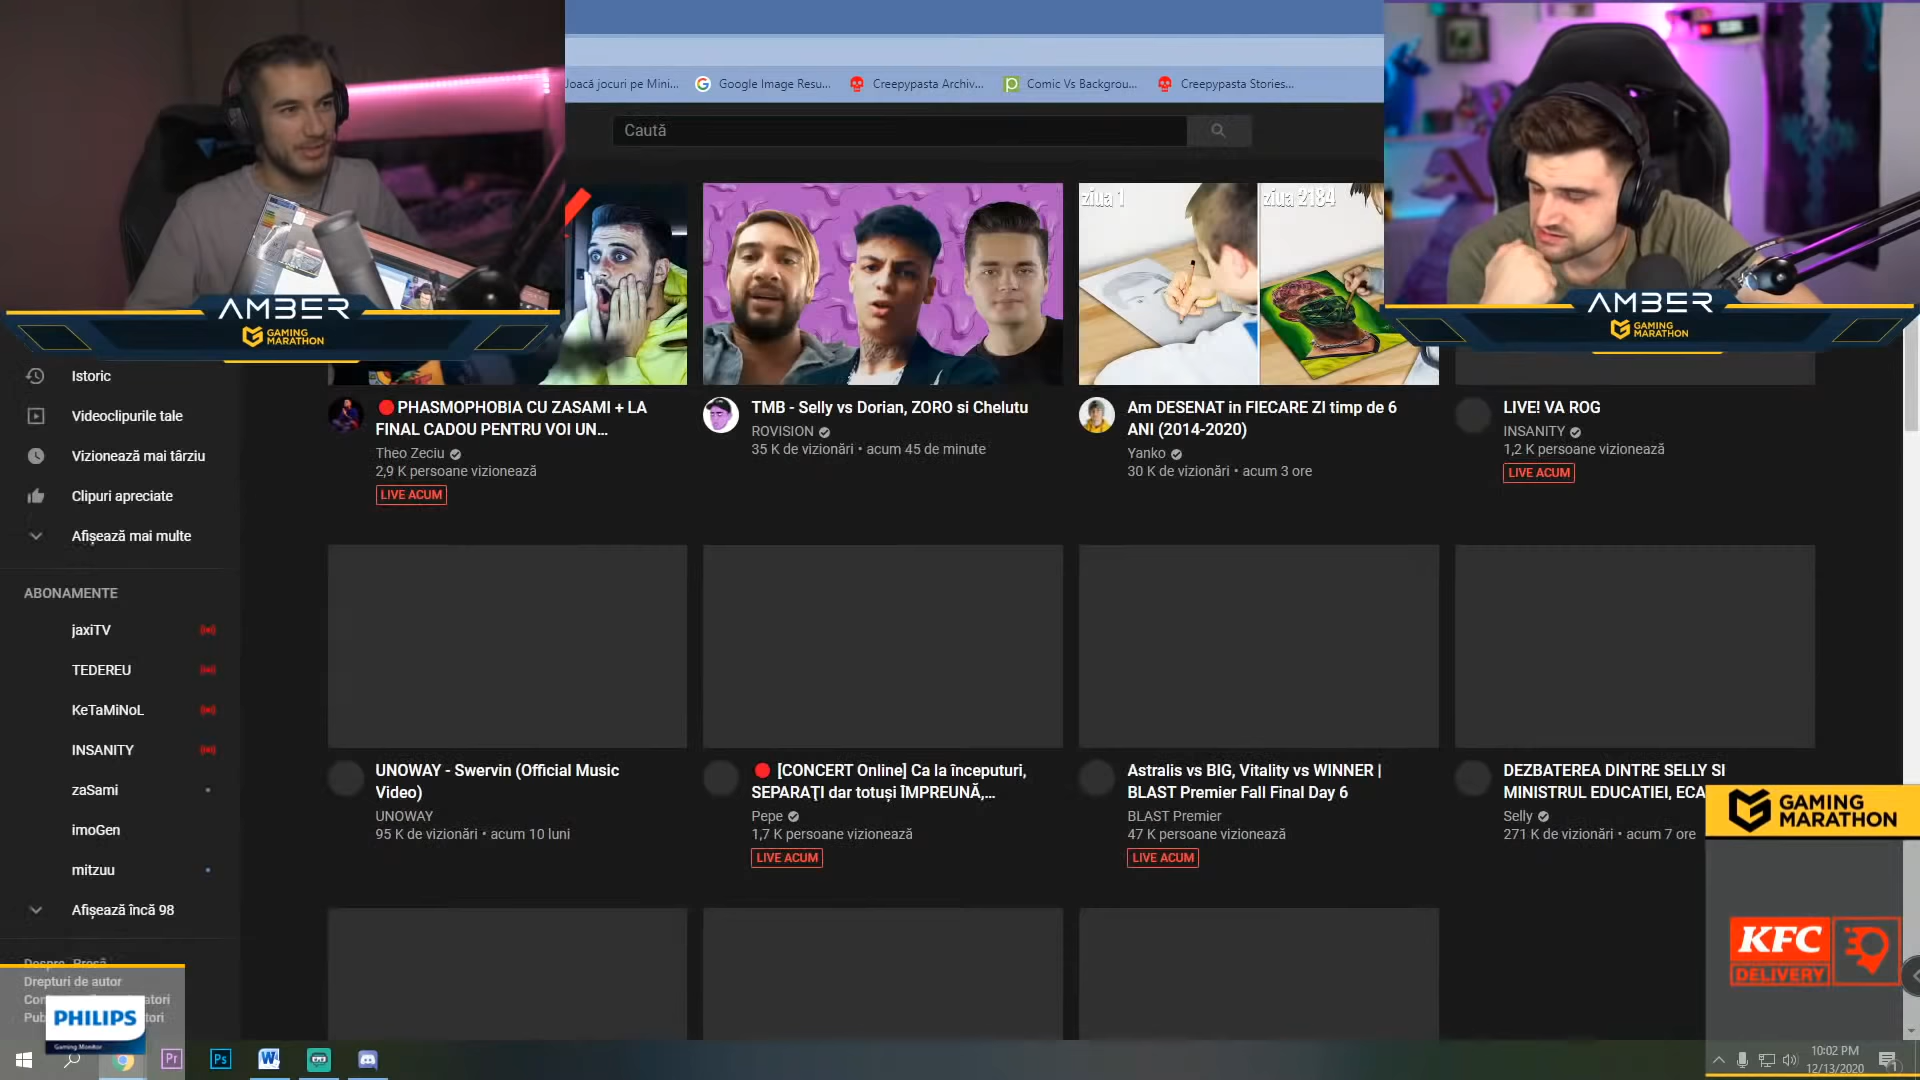 Joacă jocuri pe Mini...
Google Image Resu...
Creepypasta Archiv...
Comic Vs Backgrou...
Creepypasta Stories...
Caută
AMBER
GAMING
MARATHON
AMBER
GAMING
MARATHON
ziua 1
ziua 2184
Istoric
Videoclipurile tale
Vizionează mai târziu
Clipuri apreciate
Afișează mai multe
ABONAMENTE
jaxiTV
TEDEREU
KeTaMiNoL
INSANITY
zaSami
imoGen
mitzuu
Afișează încă 98
Despre Presă
Drepturi de autor
PHILIPS
Gaming Monitor
PHASMOPHOBIA CU ZASAMI + LA
FINAL CADOU PENTRU VOI UN...
Theo Zeciu
2,9 K persoane vizionează
LIVE ACUM
TMB - Selly vs Dorian, ZORO si Chelutu
ROVISION
35 K de vizionări • acum 45 de minute
Am DESENAT in FIECARE ZI timp de 6
ANI (2014-2020)
Yanko
30 K de vizionări • acum 3 ore
LIVE! VA ROG
INSANITY
1,2 K persoane vizionează
LIVE ACUM
UNOWAY - Swervin (Official Music
Video)
UNOWAY
95 K de vizionări • acum 10 luni
[CONCERT Online] Ca la începuturi,
SEPARAŢI dar totuși ÎMPREUNĂ,...
Pepe
1,7 K persoane vizionează
LIVE ACUM
Astralis vs BIG, Vitality vs WINNER |
BLAST Premier Fall Final Day 6
BLAST Premier
47 K persoane vizionează
LIVE ACUM
DEZBATEREA DINTRE SELLY SI
MINISTRUL EDUCATIEI, ECA
Selly
271 K de vizionări • acum 7 ore
GAMING
MARATHON
KFC
DELIVERY
Pr
Ps
W
10:02 PM
12/13/2020
1